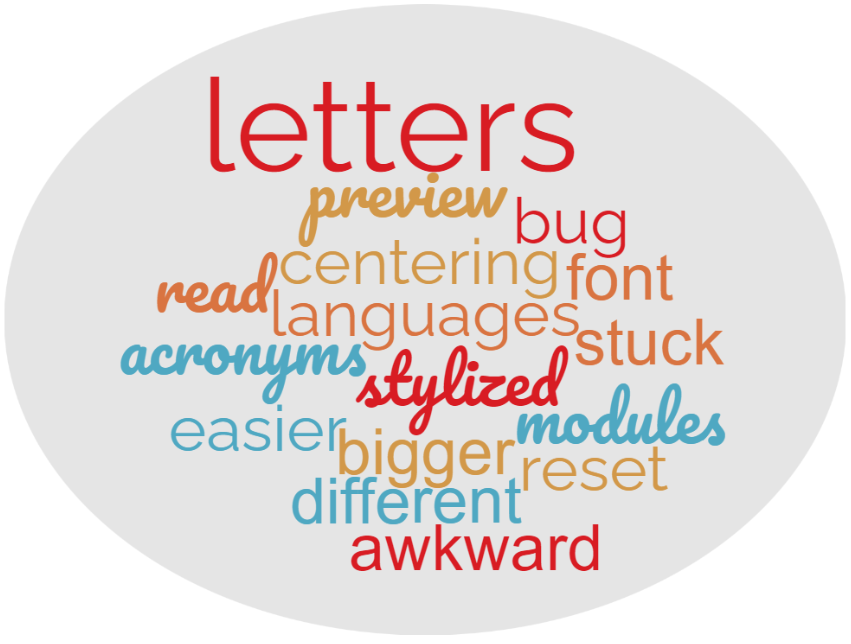 letters
preview
bug
centering
font
read
languages
stuck
acronyms
stylized
modules
easier
bigger
reset
different
awkward